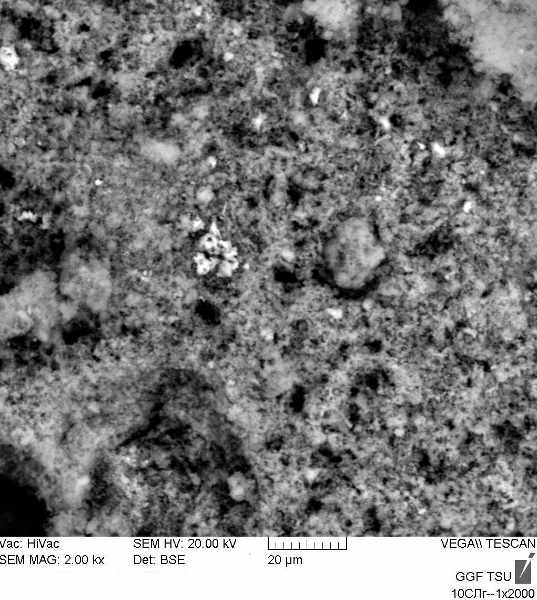 Vac: HiVac SEM HV: 20.00 kV VEGA\\ TESCAN
SEM MAG: 2.00 kx Det: BSE 20 µm
GGF TSU
10СЛг--1x2000